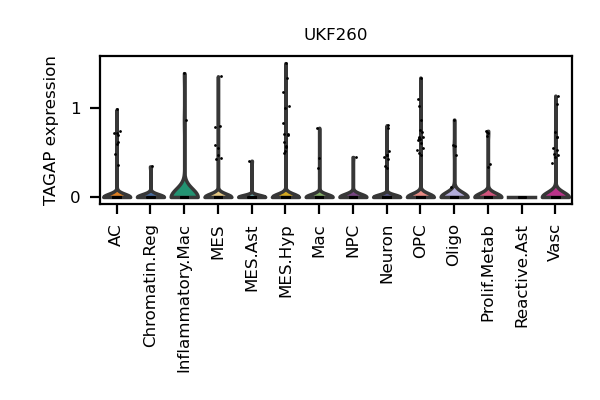 UKF260
TAGAP expression
1
0
AC
Chromatin.Reg
Inflammatory.Mac
MES
MES.Ast
MES.Hyp
Mac
NPC
Neuron
OPC
Oligo
Prolif.Metab
Reactive.Ast
Vasc